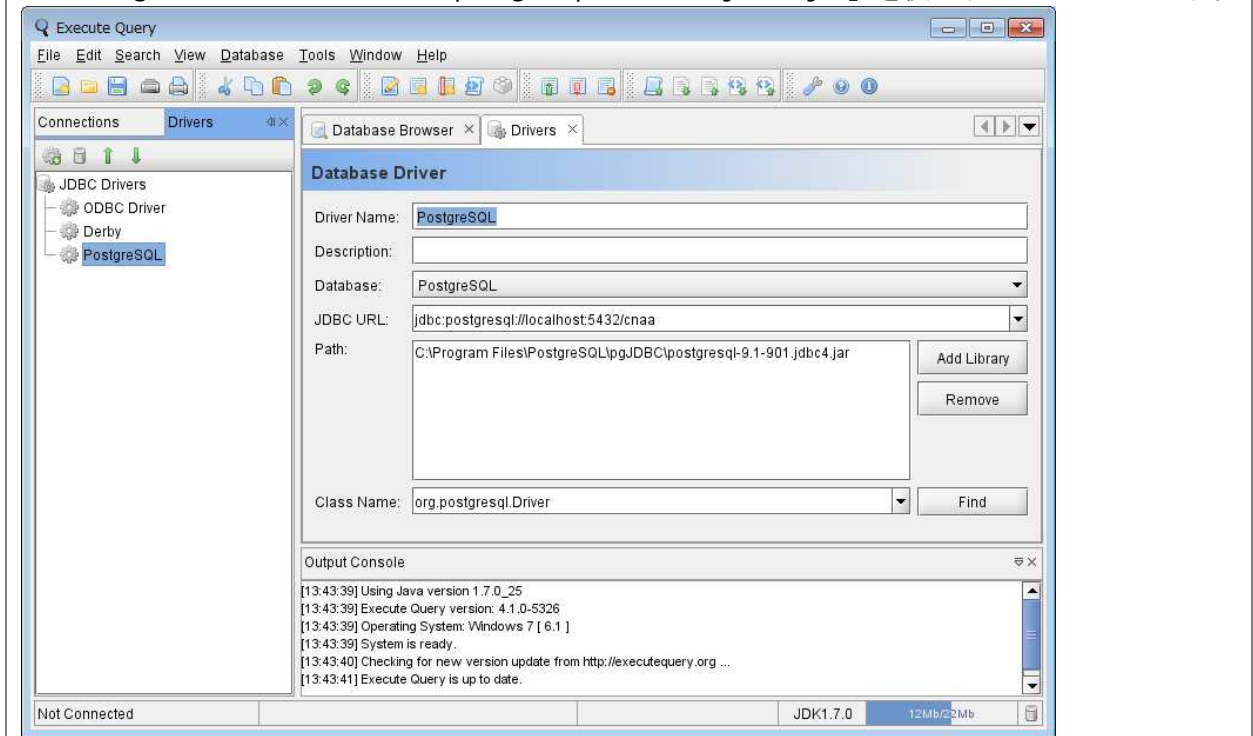 Execute Query
File Edit Search View Database Tools Window Help
Connections Drivers
Database Browser Drivers
JDBC Drivers
ODBC Driver
Derby
PostgreSQL
Database Driver
Driver Name: PostgreSQL
Description:
Database: PostgreSQL
JDBC URL: jdbc:postgresql://localhost:5432/cnaa
Path: C:\Program Files\PostgreSQL\pgJDBC\postgresql-9.1-901.jdbc4.jar
Add Library
Remove
Class Name: org.postgresql.Driver Find
Output Console
[13:43:39] Using Java version 1.7.0_25
[13:43:39] Execute Query version: 4.1.0-5326
[13:43:39] Operating System: Windows 7 [ 6.1 ]
[13:43:39] System is ready.
[13:43:40] Checking for new version update from http://executequery.org ...
[13:43:41] Execute Query is up to date.
Not Connected JDK1.7.0 12Mb/22Mb